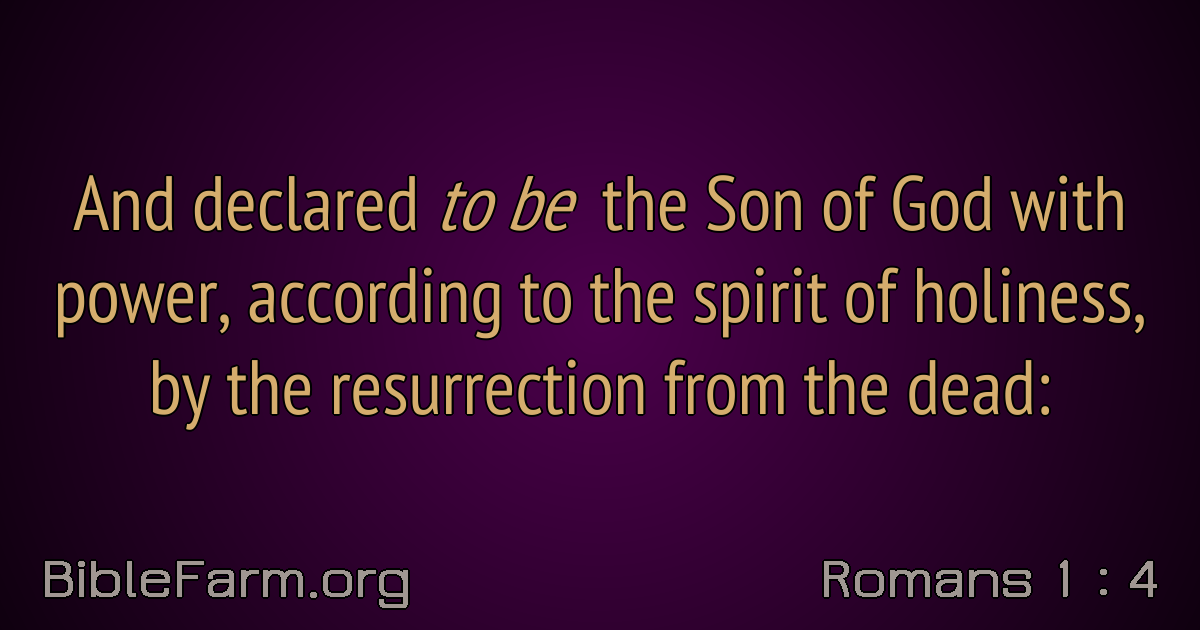 And declared to be the Son of God with
power, according to the spirit of holiness,
by the resurrection from the dead:
BibleFarm.org
Romans 1 : 4